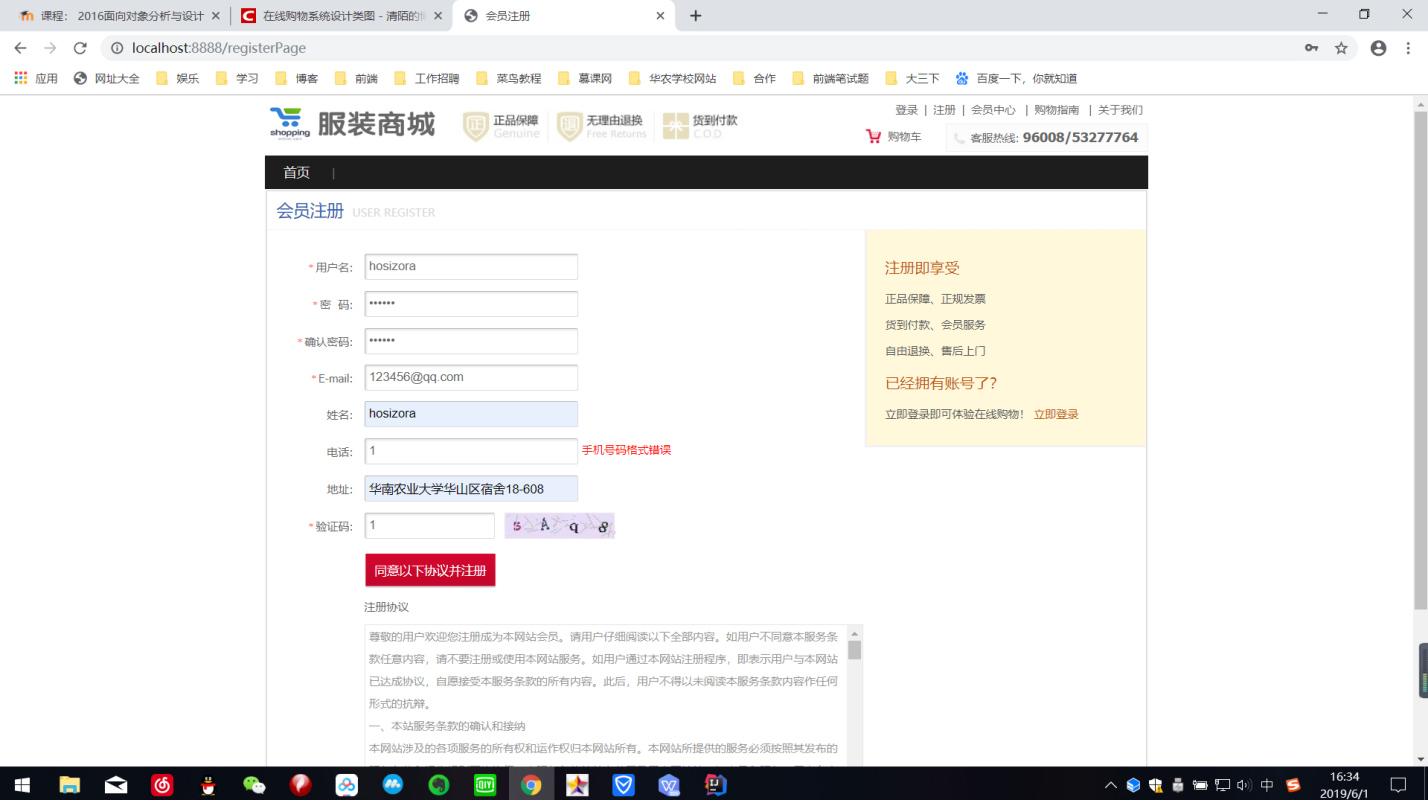 课程： 2016面向对象分析与设计
在线购物系统设计类图 - 清陌的
会员注册
localhost:8888/registerPage
应用 网址大全 娱乐 学习 博客 前端 工作招聘 菜鸟教程 慕课网 华农学校网站 合作 前端笔试题 大三下 百度一下，你就知道
登录 | 注册 | 会员中心 | 购物指南 | 关于我们
shopping 服装商城 正品保障 Genuine 无理由退换 Free Returns 货到付款 C.O.D
购物车 客服热线: 96008/53277764
首页 |
会员注册 USER REGISTER
*用户名: hosizora
*密 码: ••••••
*确认密码: ••••••
*E-mail: 123456@qq.com
姓名: hosizora
电话: 1 手机号码格式错误
地址: 华南农业大学华山区宿舍18-608
*验证码: 1 5 A q 8
同意以下协议并注册
注册即享受
正品保障、正规发票
货到付款、会员服务
自由退换、售后上门
已经拥有账号了？
立即登录即可体验在线购物！ 立即登录
注册协议
尊敬的用户欢迎您注册成为本网站会员。请用户仔细阅读以下全部内容。如用户不同意本服务条
款任意内容，请不要注册或使用本网站服务。如用户通过本网站注册程序，即表示用户与本网站
已达成协议，自愿接受本服务条款的所有内容。此后，用户不得以未阅读本服务条款内容作任何
形式的抗辩。
一、本站服务条款的确认和接纳
本网站涉及的各项服务的所有权和运作权归本网站所有。本网站所提供的服务必须按照其发布的
DIY
中
16:34
2019/6/1